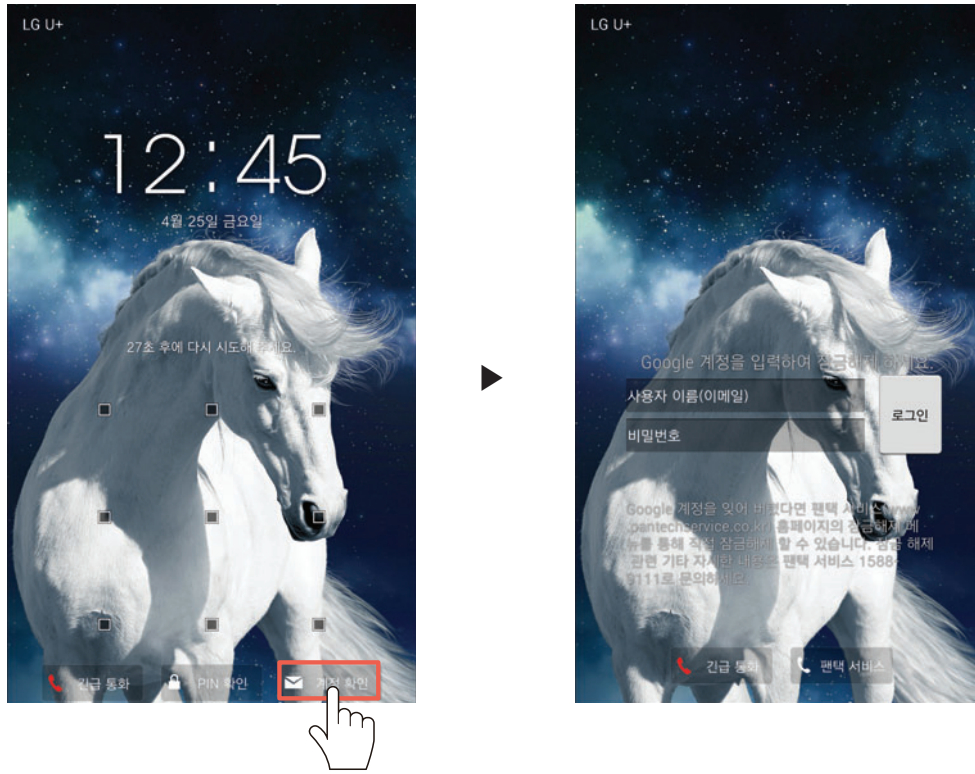 LG U+
12:45
4월 25일 금요일
27초 후에 다시 시도해 주세요.
긴급 통화
PIN 확인
계정 확인
LG U+
Google 계정을 입력하여 잠금해제 하세요.
사용자 이름(이메일)
로그인
비밀번호
Google 계정을 잊어 버렸다면 팬택 서비스(www
.pantechservice.co.kr) 홈페이지의 잠금해제 메
뉴를 통해 직접 잠금해제 할 수 있습니다. 잠금 해제
관련 기타 자세한 내용은 팬택 서비스 1588-
9111로 문의하세요.
긴급 통화
팬택 서비스